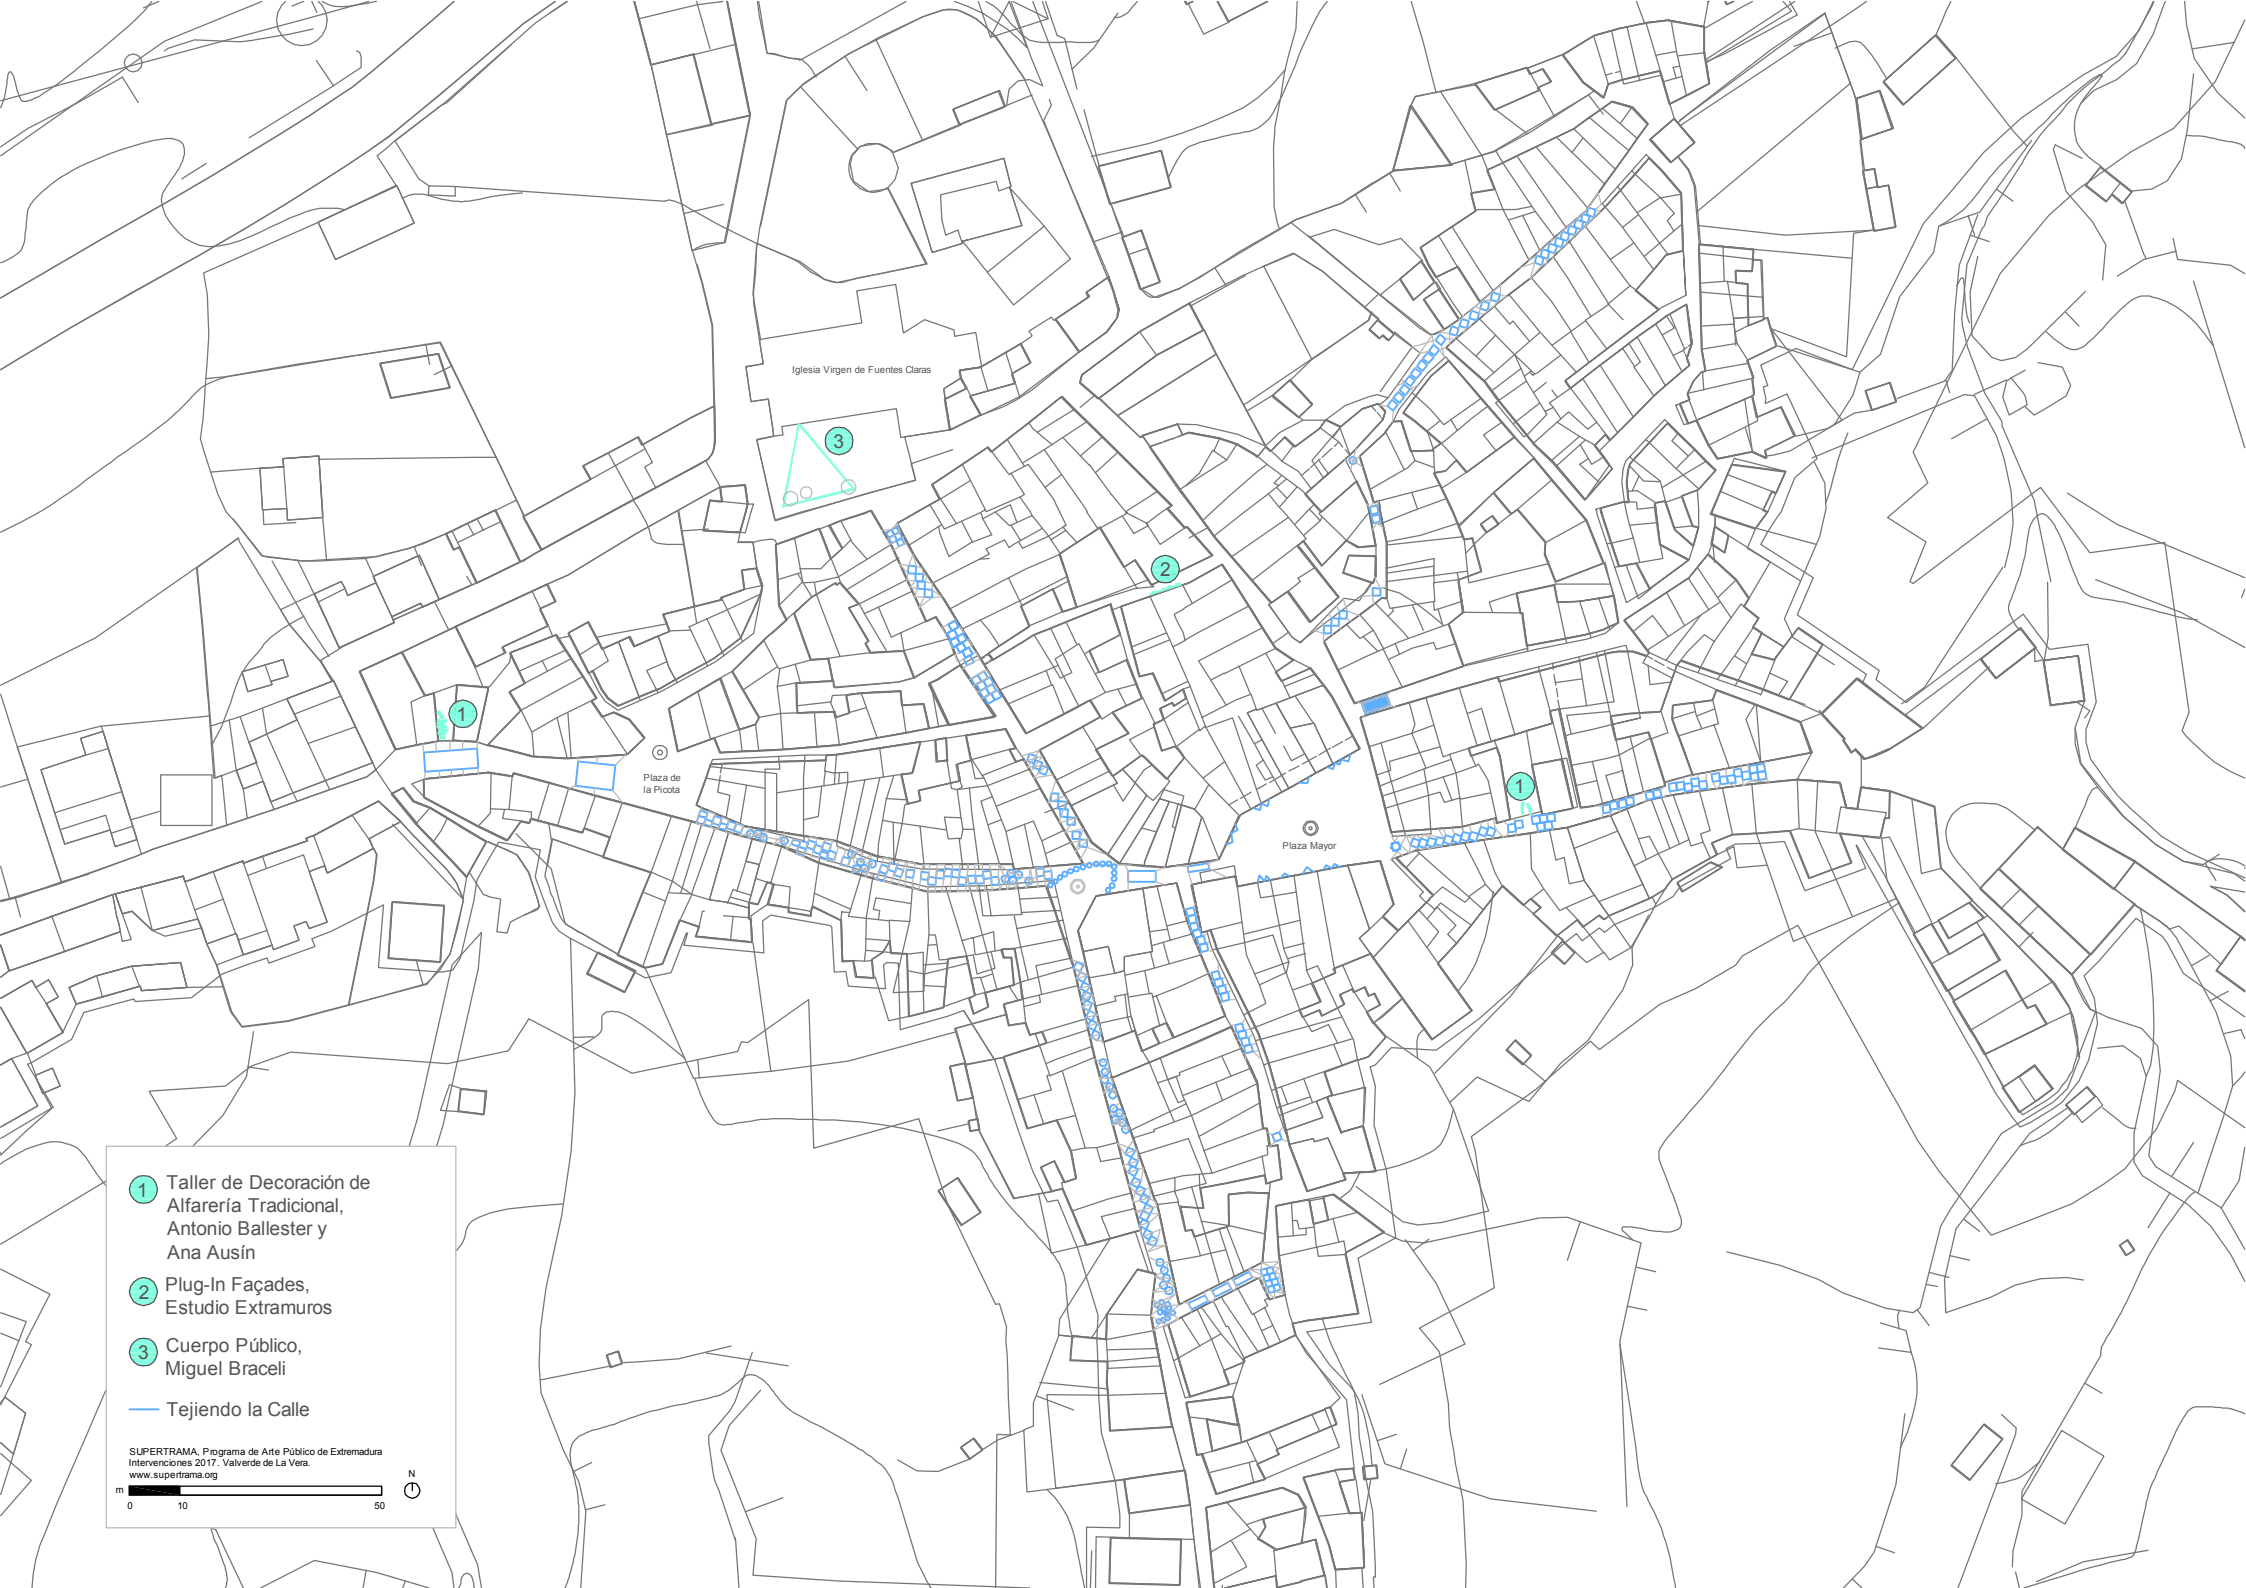 Iglesia Virgen de Fuentes Claras
3
2
1
Plaza de
la Picota
1
Plaza Mayor
1 Taller de Decoración de
Alfarería Tradicional,
Antonio Ballester y
Ana Ausín
2 Plug-In Façades,
Estudio Extramuros
3 Cuerpo Público,
Miguel Braceli
Tejiendo la Calle
SUPERTRAMA, Programa de Arte Público de Extremadura
Intervenciones 2017. Valverde de La Vera.
www.supertrama.org
N
m
0 10 50